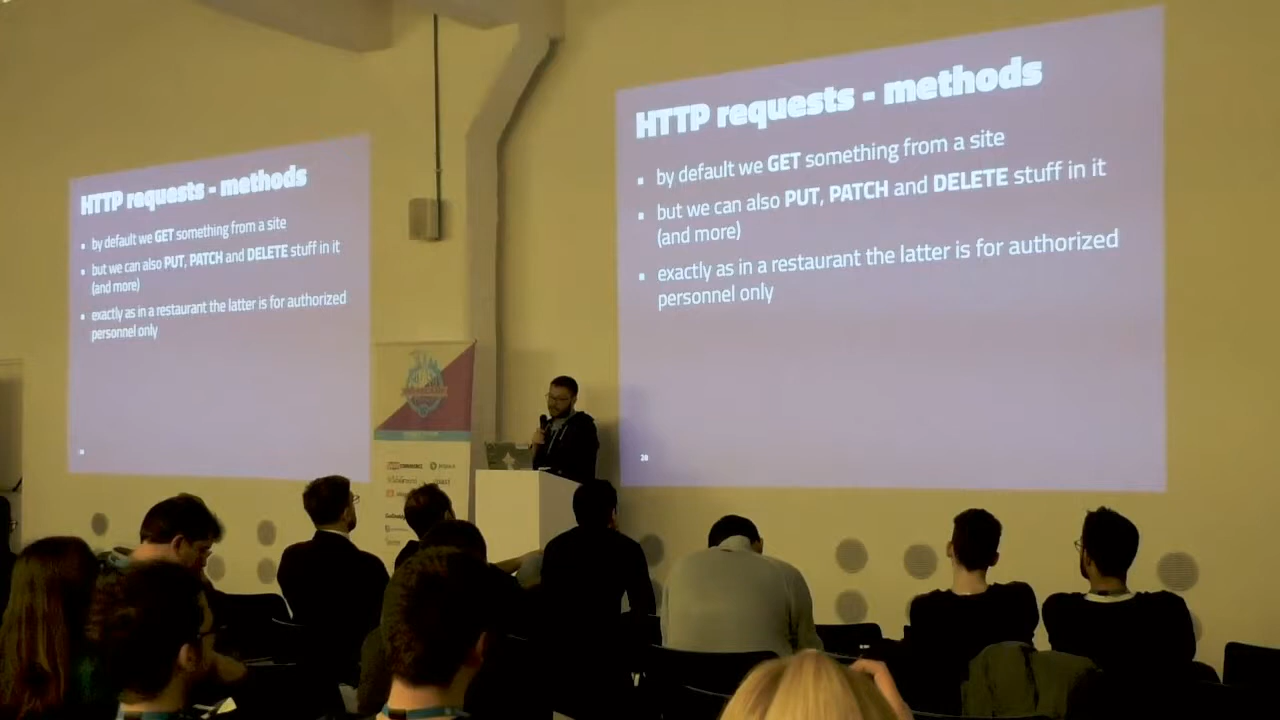 HTTP requests - methods
by default we GET something from a site
but we can also PUT, PATCH and DELETE stuff in it
(and more)
exactly as in a restaurant the latter is for authorized
personnel only
HTTP requests - methods
by default we GET something from a site
but we can also PUT, PATCH and DELETE stuff in it
(and more)
exactly as in a restaurant the latter is for authorized
personnel only
20